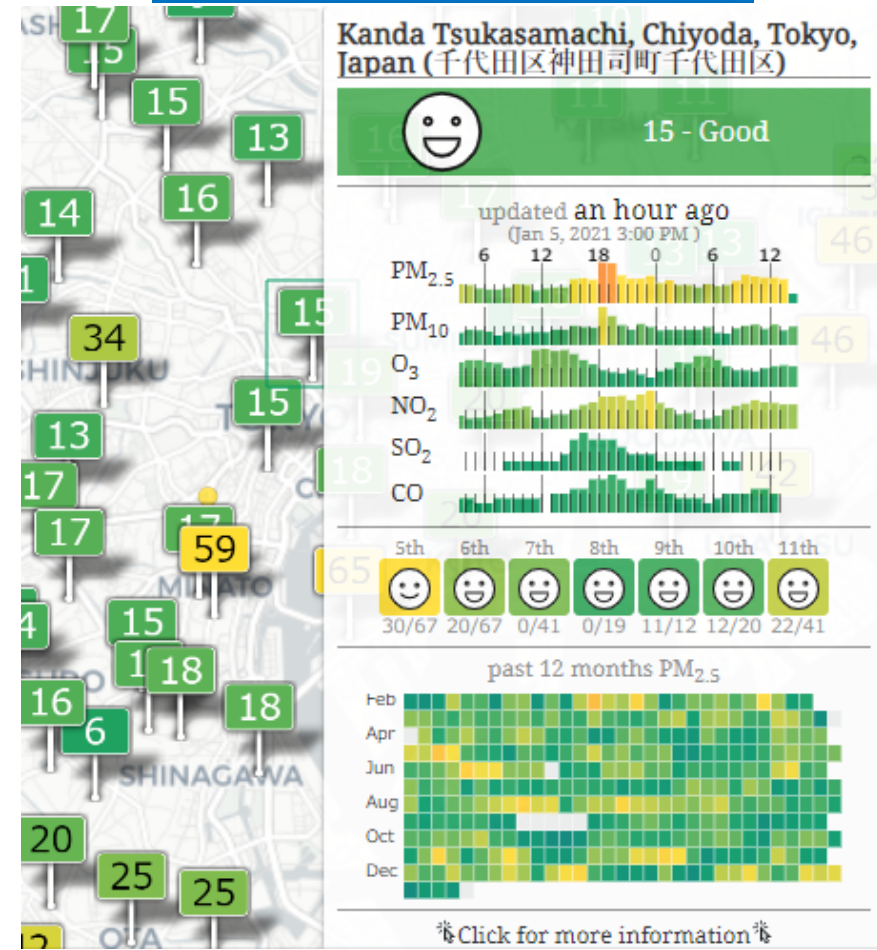 17
15
15
13
14
16
34
SHINJUKU
15
15
13
17
17
59
MINATO
15
18
16
6
18
SHINAGAWA
20
25
25
OTA
Kanda Tsukasamachi, Chiyoda, Tokyo,
Japan (千代田区神田司町千代田区)
15 - Good
updated an hour ago
(Jan 5, 2021 3:00 PM )
6 12 18 0 6 12
PM2.5
PM10
O3
NO2
SO2
CO
5th 6th 7th 8th 9th 10th 11th
30/67 20/67 0/41 0/19 11/12 12/20 22/41
past 12 months PM2.5
Feb
Apr
Jun
Aug
Oct
Dec
Click for more information